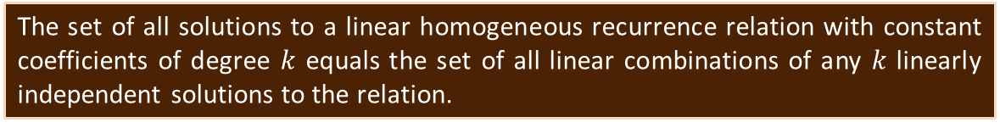 The set of all solutions to a linear homogeneous recurrence relation with constant
coefficients of degree k equals the set of all linear combinations of any k linearly
independent solutions to the relation.